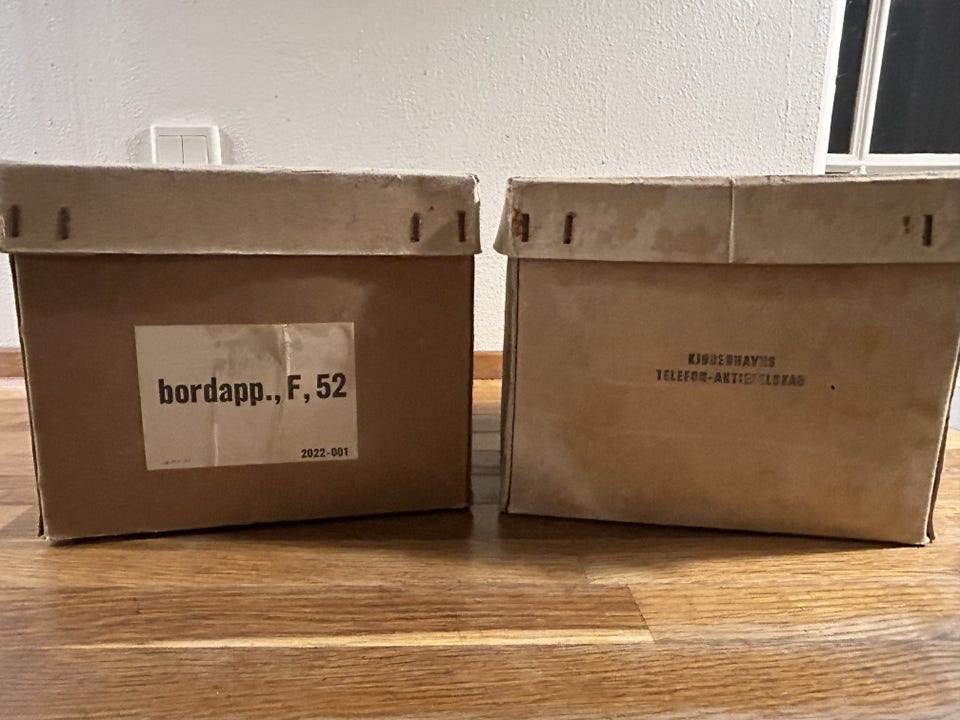 bordapp., F, 52
2022-001
KJØBENHAVNS
TELEFON-AKTIESELSKAB